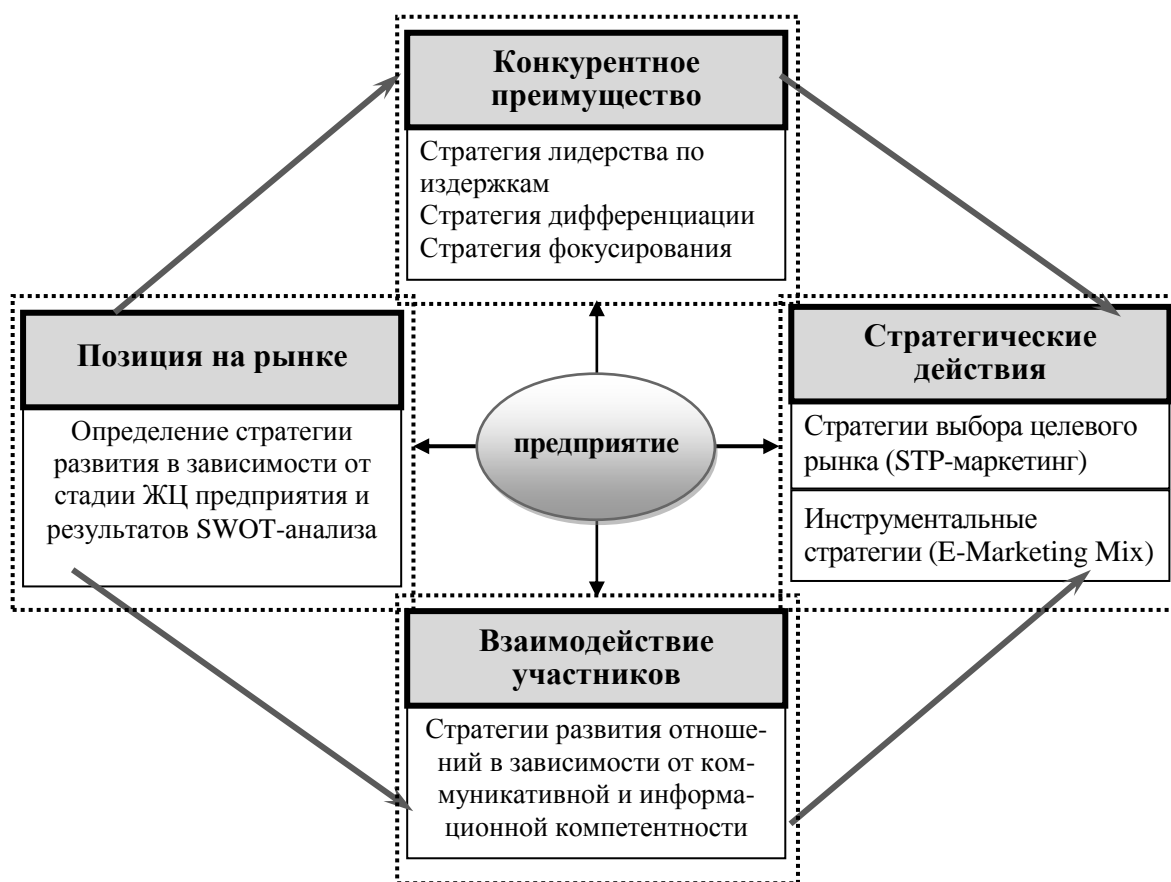 Конкурентное
преимущество
Стратегия лидерства по
издержкам
Стратегия дифференциации
Стратегия фокусирования
Позиция на рынке
Определение стратегии
развития в зависимости от
стадии ЖЦ предприятия и
результатов SWOT-анализа
предприятие
Стратегические
действия
Стратегии выбора целевого
рынка (STP-маркетинг)
Инструментальные
стратегии (E-Marketing Mix)
Взаимодействие
участников
Стратегии развития отноше-
ний в зависимости от ком-
муникативной и информа-
ционной компетентности